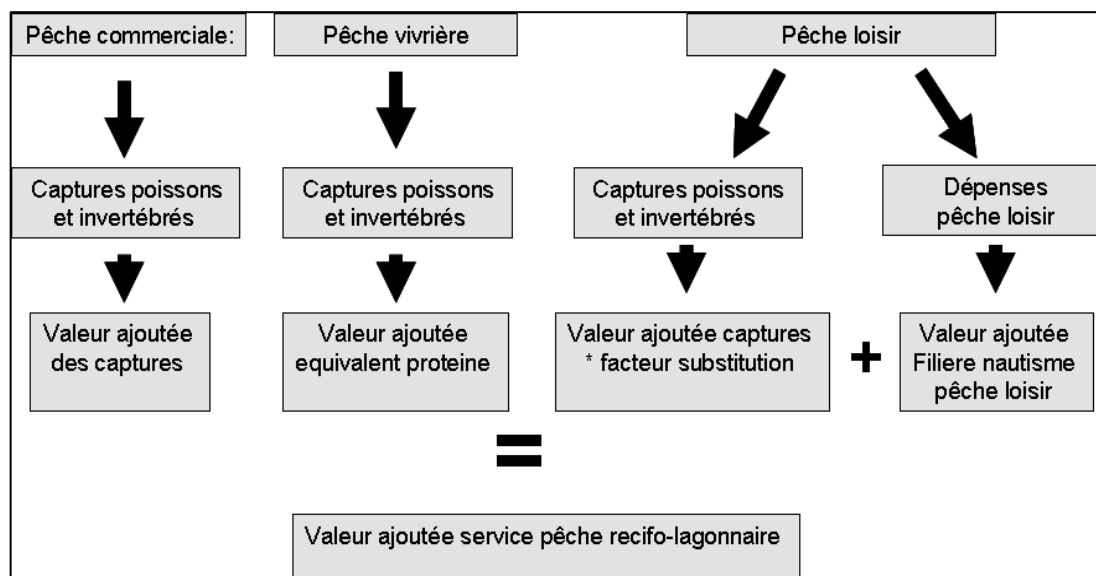 Pêche commerciale:
Pêche vivrière
Pêche loisir
Captures poissons
et invertébrés
Captures poissons
et invertébrés
Captures poissons
et invertébrés
Dépenses
pêche loisir
Valeur ajoutée
des captures
Valeur ajoutée
equivalent proteine
Valeur ajoutée captures
* facteur substitution
+
Valeur ajoutée
Filiere nautisme
pêche loisir
=
Valeur ajoutée service pêche recifo-lagonnaire